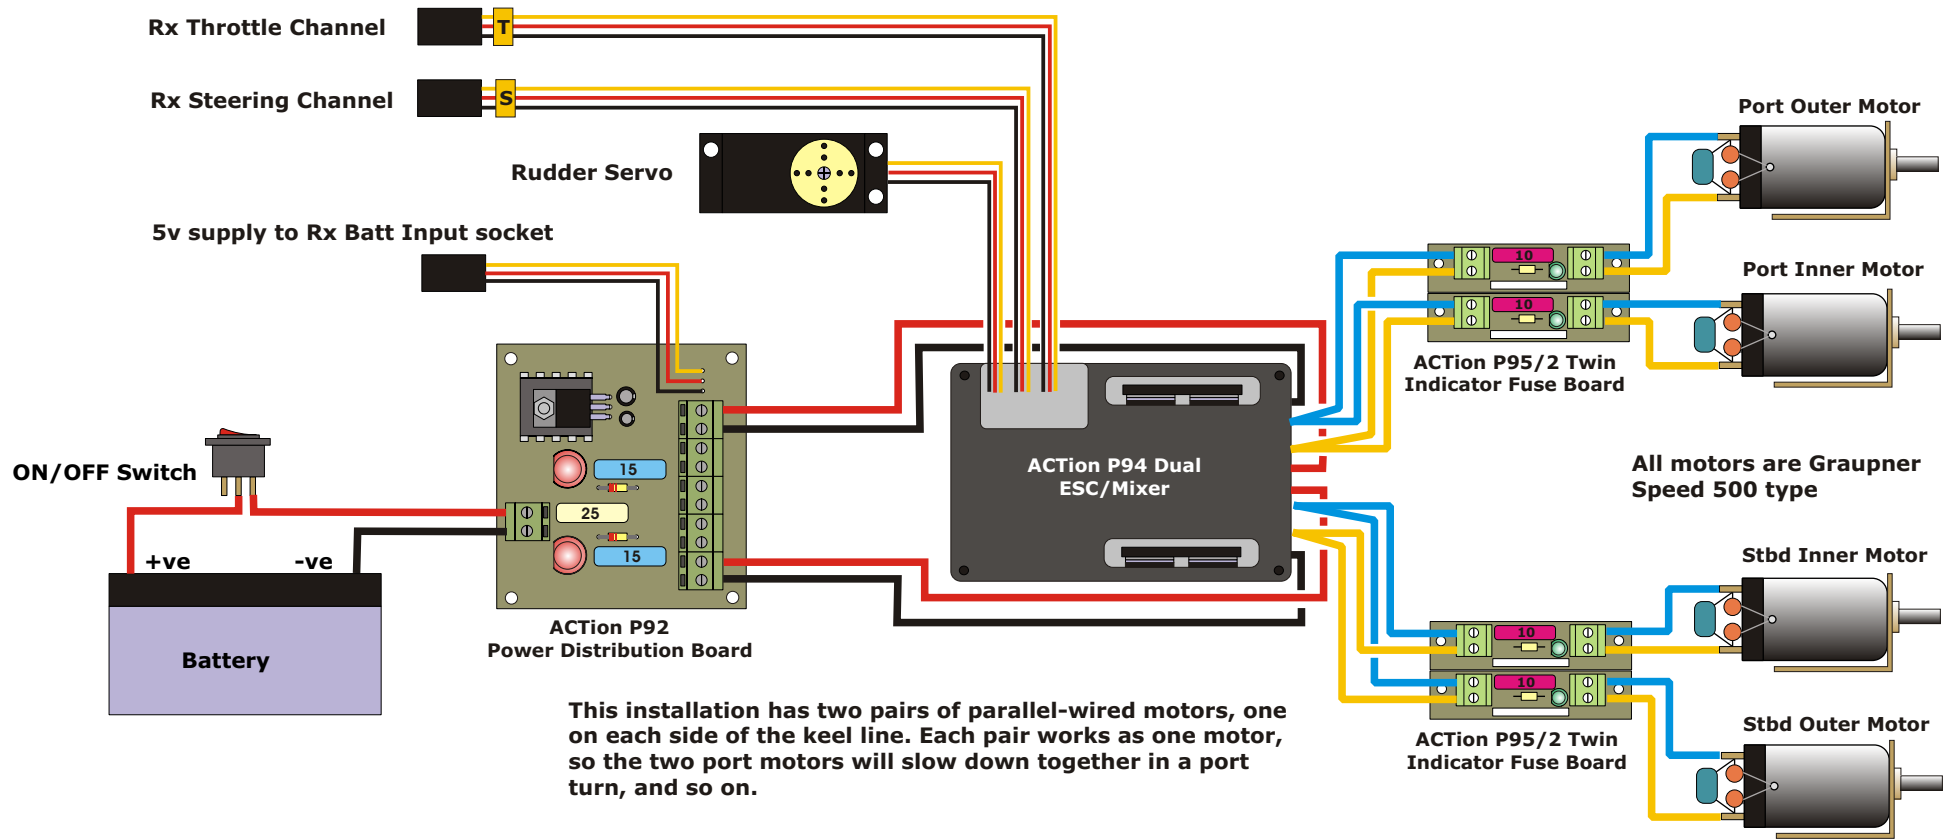 Rx Throttle Channel
T
Rx Steering Channel
S
Rudder Servo
5v supply to Rx Batt Input socket
ON/OFF Switch
+ve
-ve
Battery
15
25
15
ACTion P92
Power Distribution Board
ACTion P94 Dual
ESC/Mixer
Port Outer Motor
10
Port Inner Motor
10
ACTion P95/2 Twin
Indicator Fuse Board
All motors are Graupner
Speed 500 type
Stbd Inner Motor
10
10
Stbd Outer Motor
ACTion P95/2 Twin
Indicator Fuse Board
This installation has two pairs of parallel-wired motors, one
on each side of the keel line. Each pair works as one motor,
so the two port motors will slow down together in a port
turn, and so on.